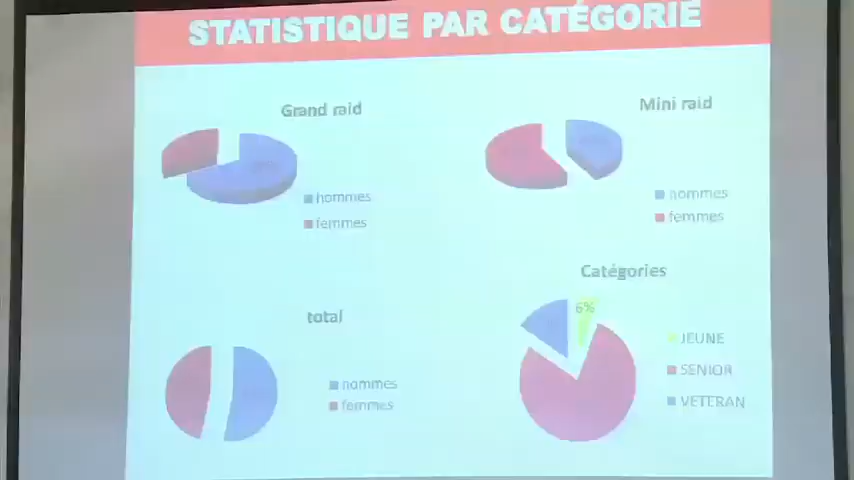 STATISTIQUE PAR CATÉGORIE
Grand raid
hommes
femmes
Mini raid
hommes
femmes
total
hommes
femmes
Catégories
6%
JEUNE
SENIOR
VETERAN